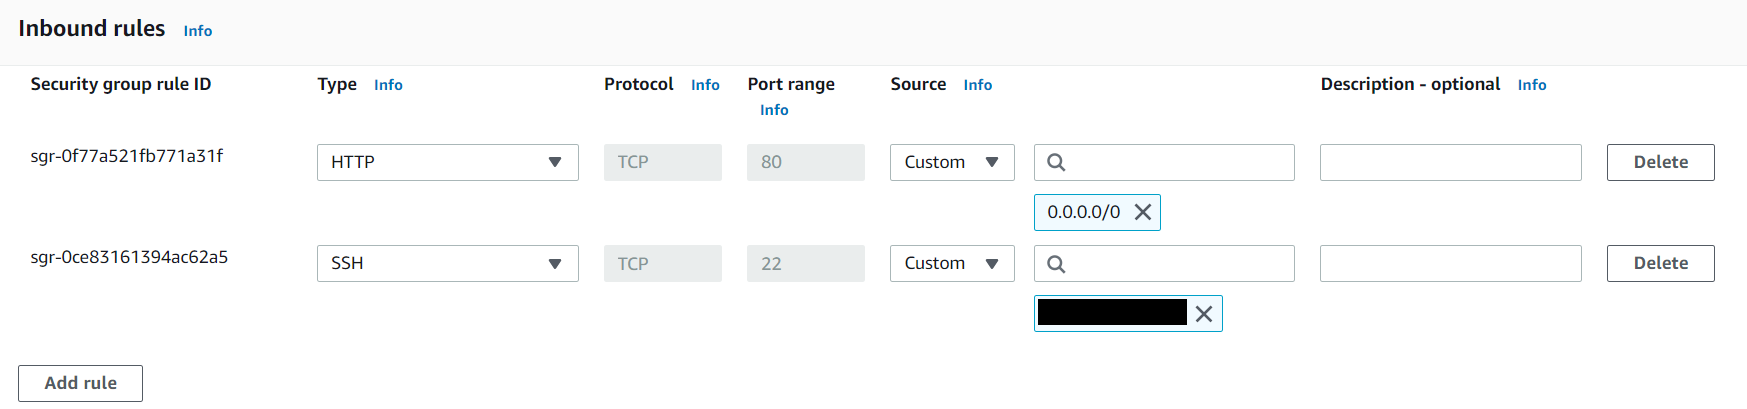 Inbound rules Info
Security group rule ID Type Info Protocol Info Port range Info Source Info Description - optional Info
sgr-0f77a521fb771a31f HTTP TCP 80 Custom Delete
0.0.0.0/0
sgr-0ce83161394ac62a5 SSH TCP 22 Custom Delete
Add rule